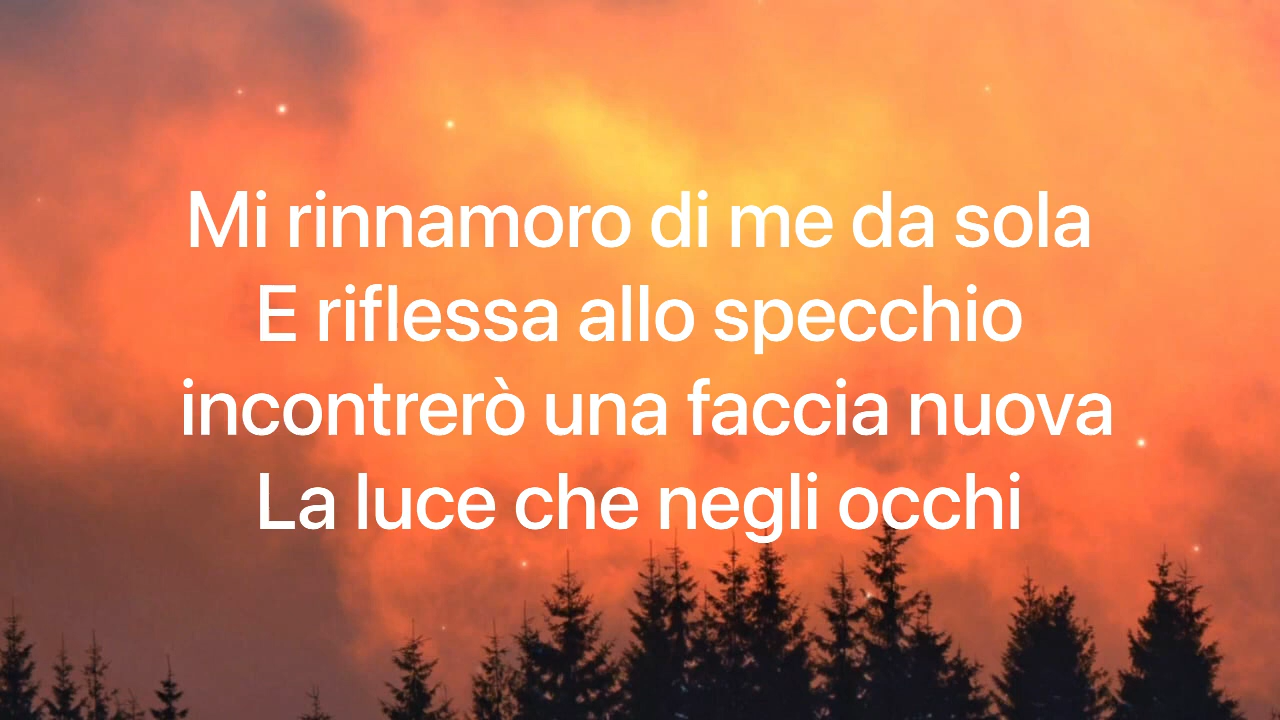 Mi rinnamoro di me da sola
E riflessa allo specchio
incontrerò una faccia nuova
La luce che negli occhi